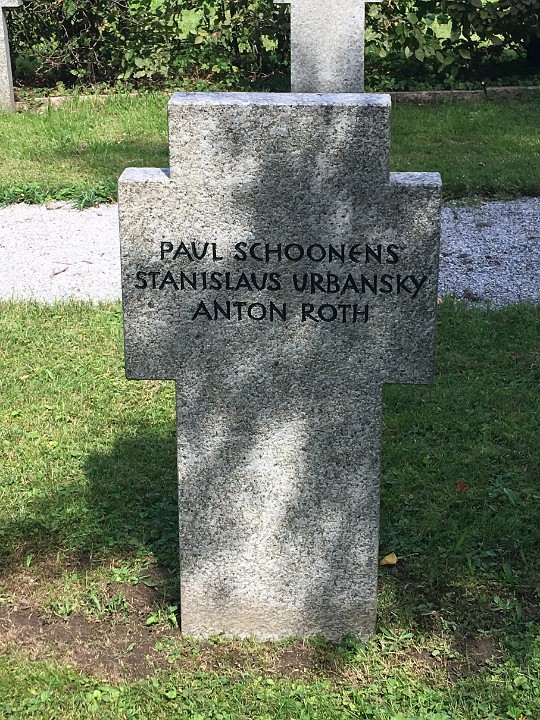 PAUL SCHOONENS
STANISLAUS URBANSKY
ANTON ROTH